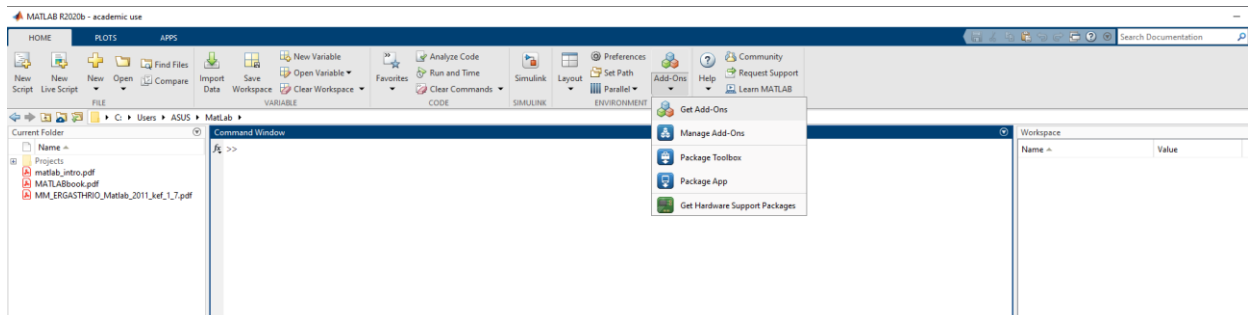 MATLAB R2020b - academic use
HOME PLOTS APPS
Search Documentation
New Script
New Live Script
New
Open
Find Files
Compare
FILE
Import Data
Save Workspace
New Variable
Open Variable
Clear Workspace
VARIABLE
Favorites
Analyze Code
Run and Time
Clear Commands
CODE
Simulink
SIMULINK
Layout
Preferences
Set Path
Parallel
ENVIRONMENT
Add-Ons
Help
Community
Request Support
Learn MATLAB
Get Add-Ons
Manage Add-Ons
Package Toolbox
Package App
Get Hardware Support Packages
C: Users ASUS MatLab
Current Folder
Name
Projects
matlab_intro.pdf
MATLABbook.pdf
MM_ERGASTHRIO_Matlab_2011_kef_1_7.pdf
Command Window
fx >>
Workspace
Name Value